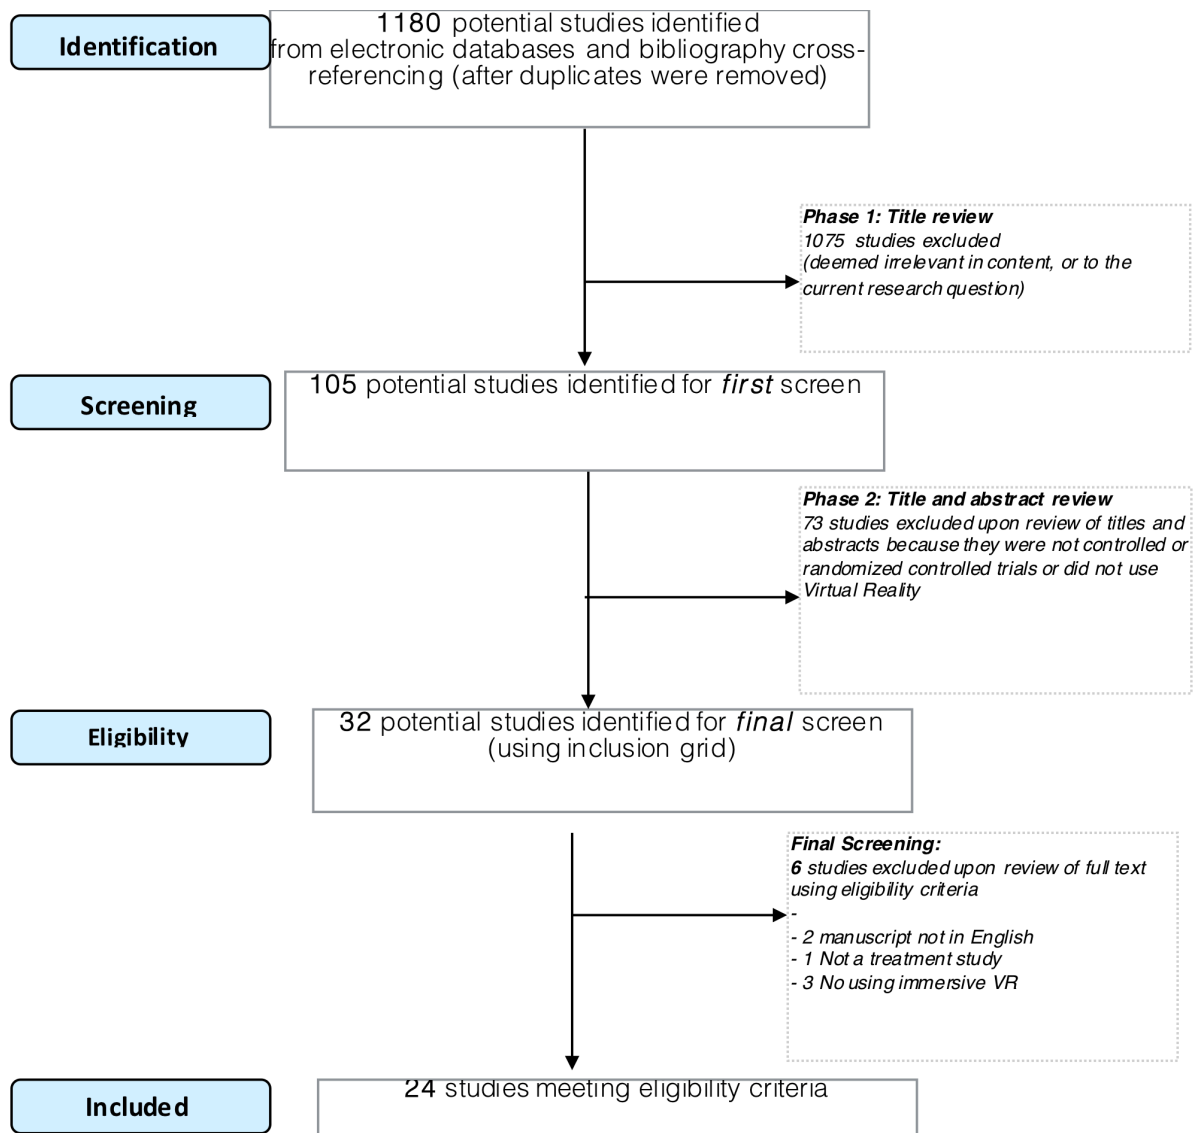 Identification
1180 potential studies identified
from electronic databases and bibliography cross-
referencing (after duplicates were removed)
Phase 1: Title review
1075 studies excluded
(deemed irrelevant in content, or to the
current research question)
Screening
105 potential studies identified for first screen
Phase 2: Title and abstract review
73 studies excluded upon review of titles and
abstracts because they were not controlled or
randomized controlled trials or did not use
Virtual Reality
Eligibility
32 potential studies identified for final screen
(using inclusion grid)
Final Screening:
6 studies excluded upon review of full text
using eligibility criteria
-
- 2 manuscript not in English
- 1 Not a treatment study
- 3 No using immersive VR
Included
24 studies meeting eligibility criteria